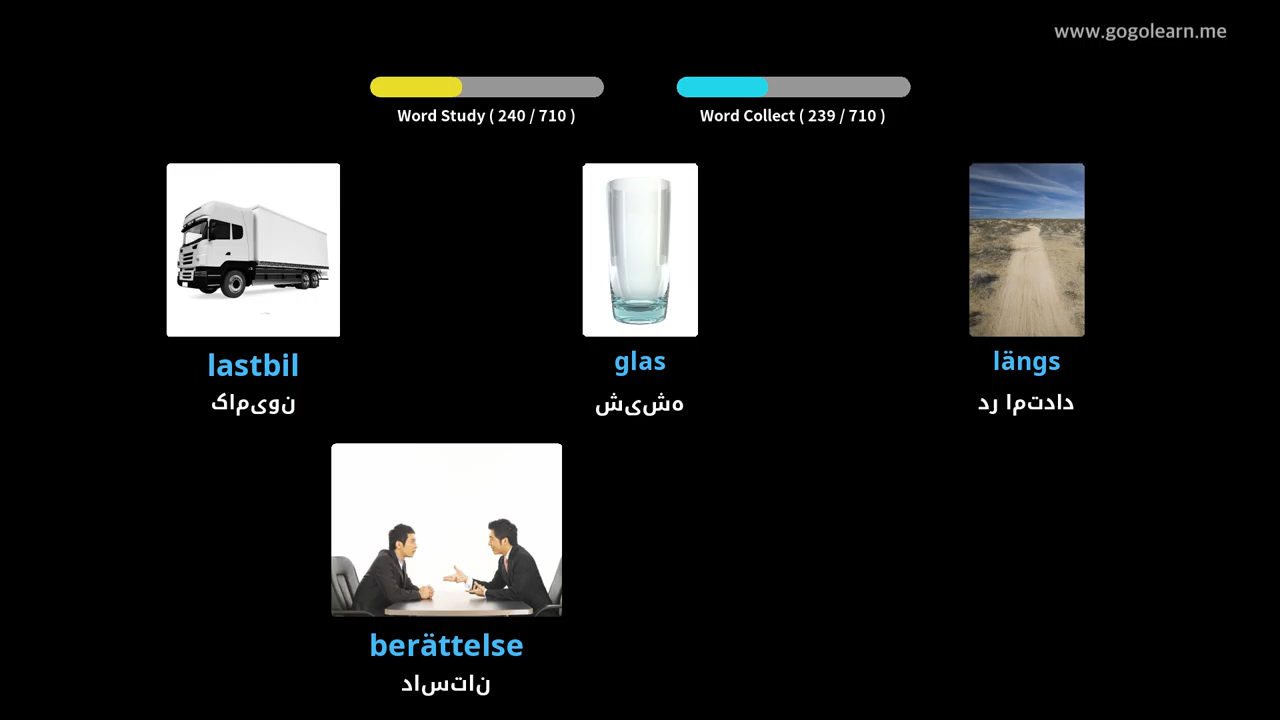 www.gogolearn.me
Word Study ( 240 / 710 )
Word Collect ( 239 / 710 )
lastbil
نویماک
glas
هشیش
längs
دادتما رد
berättelse
ناتساد